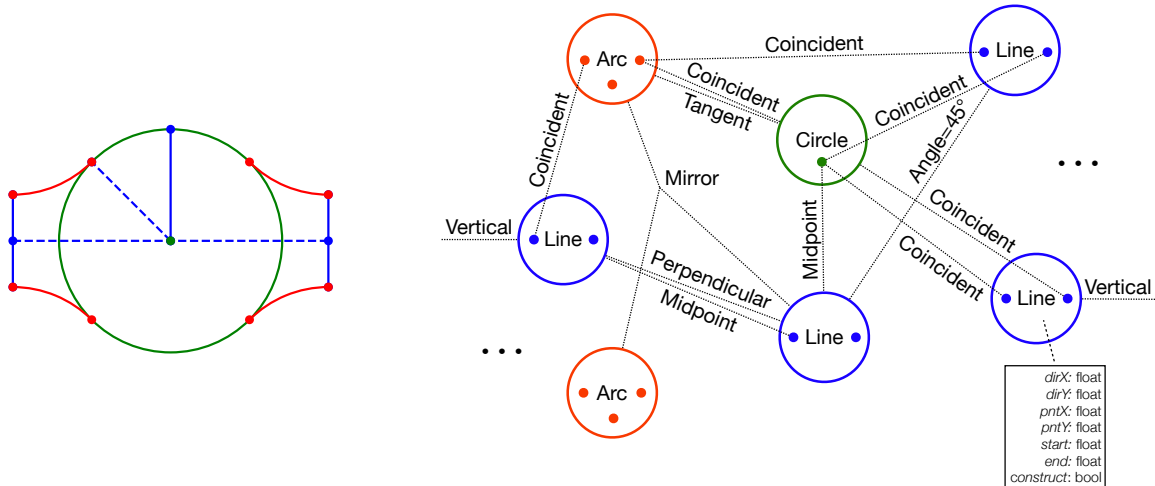 Arc
Coincident
Line
Coincident
Tangent
Coincident
Coincident
Circle
Angle=45°
• • •
Mirror
Vertical
Line
Midpoint
Coincident
Coincident
Perpendicular
Midpoint
Line
Line
Vertical
• • •
Arc
dirX: float
dirY: float
pntX: float
pntY: float
start: float
end: float
construct: bool